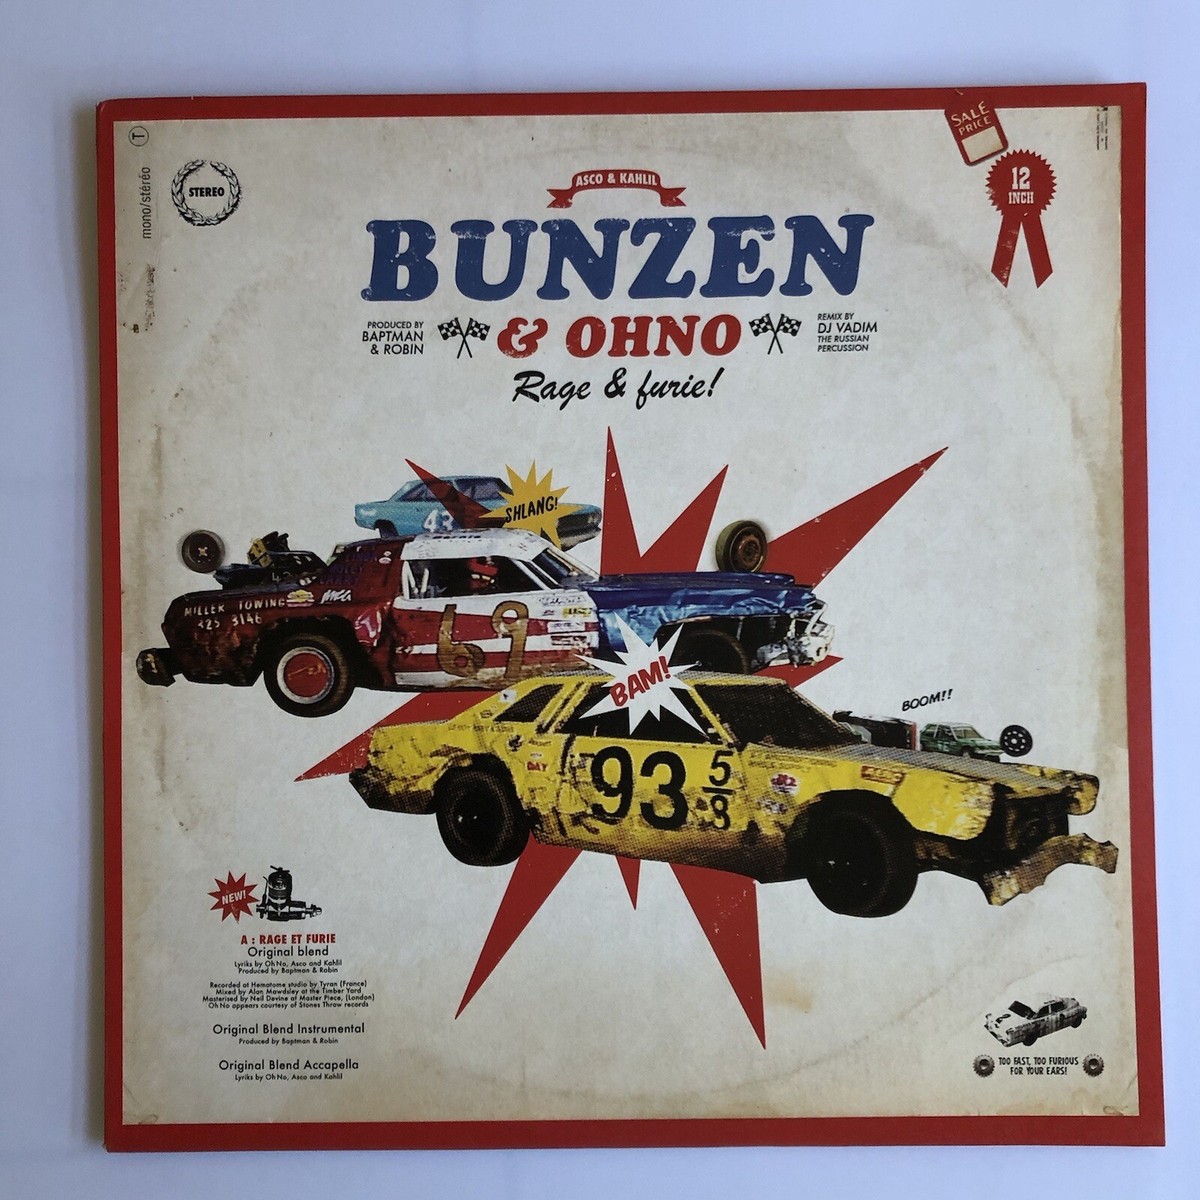 SALE
PRICE
12
INCH
T
mono/stéréo
STEREO
ASCO & KAHLIL
BUNZEN
& OHNO
PRODUCED BY
BAPTMAN
& ROBIN
REMIX BY
DJ VADIM
THE RUSSIAN
PERCUSSION
Rage & furie!
43
SHLANG!
MILLER TOWING
425 3146
69
BAM!
BOOM!!
DAY
93 5/8
NEW!
A : RAGE ET FURIE
Original blend
Lyriks by Oh No, Asco and Kahlil
Produced by Baptman & Robin
Recorded at Hematome studio by Tyran (France)
Mixed by Alan Mawdsley at the Timber Yard
Masterised by Neil Devine at Master Piece, (London)
Oh No appears courtesy of Stones Throw records
Original Blend Instrumental
Produced by Baptman & Robin
Original Blend Accapella
Lyriks by Oh No, Asco and Kahlil
TOO FAST, TOO FURIOUS
FOR YOUR EARS!